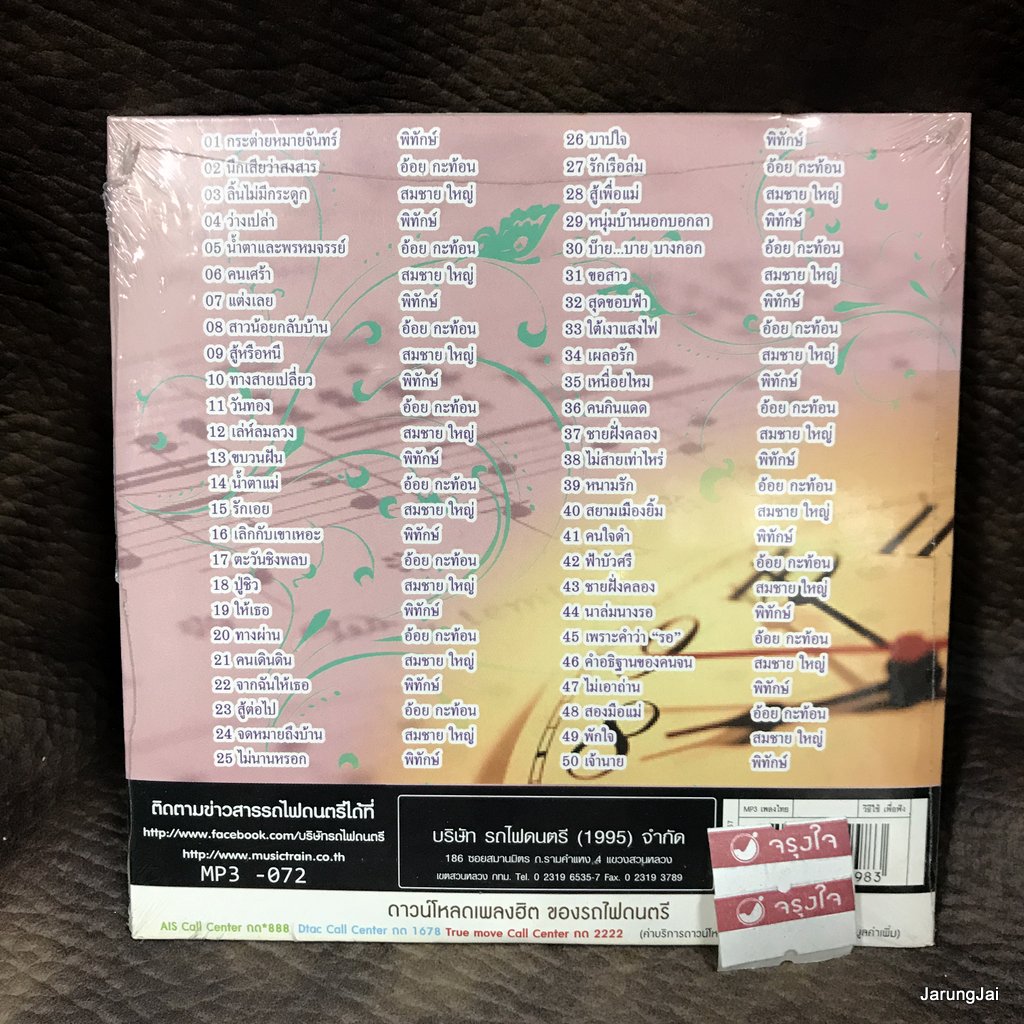 01 กระต่ายหมายจันทร์ พิทักษ์
02 นึกเสียว่าสงสาร อ้อย กะท้อน
03 ลิ้นไม่มีกระดูก สมชาย ใหญ่
04 ว่างเปล่า พิทักษ์
05 น้ำตาและพรหมจรรย์ อ้อย กะท้อน
06 คนเศร้า สมชาย ใหญ่
07 แต่งเลย พิทักษ์
08 สาวน้อยกลับบ้าน อ้อย กะท้อน
09 สู้หรือหนี สมชาย ใหญ่
10 ทางสายเปลี่ยว พิทักษ์
11 วันทอง อ้อย กะท้อน
12 เล่ห์ลมลวง สมชาย ใหญ่
13 ขบวนฝัน พิทักษ์
14 น้ำตาแม่ อ้อย กะท้อน
15 รักเอย สมชาย ใหญ่
16 เลิกกับเขาเหอะ พิทักษ์
17 ตะวันชิงพลบ อ้อย กะท้อน
18 ปู่ชิว สมชาย ใหญ่
19 ให้เธอ พิทักษ์
20 ทางผ่าน อ้อย กะท้อน
21 คนเดินดิน สมชาย ใหญ่
22 จากฉันให้เธอ พิทักษ์
23 สู้ต่อไป อ้อย กะท้อน
24 จดหมายถึงบ้าน สมชาย ใหญ่
25 ไม่นานหรอก พิทักษ์
26 บาปใจ พิทักษ์
27 รักเรือล่ม อ้อย กะท้อน
28 สู้เพื่อแม่ สมชาย ใหญ่
29 หนุ่มบ้านนอกบอกลา พิทักษ์
30 บ๊าย...บาย บางกอก อ้อย กะท้อน
31 ขอสาว สมชาย ใหญ่
32 สุดขอบฟ้า พิทักษ์
33 ใต้เงาแสงไฟ อ้อย กะท้อน
34 เผลอรัก สมชาย ใหญ่
35 เหนื่อยไหม พิทักษ์
36 คนกินแดด อ้อย กะท้อน
37 ชายฝั่งคลอง สมชาย ใหญ่
38 ไม่สายเท่าไหร่ พิทักษ์
39 หนามรัก อ้อย กะท้อน
40 สยามเมืองยิ้ม สมชาย ใหญ่
41 คนใจดำ พิทักษ์
42 ฟ้าบัวศรี อ้อย กะท้อน
43 ชายฝั่งคลอง สมชาย ใหญ่
44 นาล่มนางรอ พิทักษ์
45 เพราะคำว่า “รอ” อ้อย กะท้อน
46 คำอธิฐานของคนจน สมชาย ใหญ่
47 ไม่เอาถ่าน พิทักษ์
48 สองมือแม่ อ้อย กะท้อน
49 พักใจ สมชาย ใหญ่
50 เจ้านาย พิทักษ์
ติดตามข่าวสารรถไฟดนตรีได้ที่
http://www.facebook.com/บริษัทรถไฟดนตรี
http://www.musictrain.co.th
MP3 -072
บริษัท รถไฟดนตรี (1995) จำกัด
186 ซอยสมานมิตร ถ.รามคำแหง 4 แขวงสวนหลวง
เขตสวนหลวง กทม. Tel. 0 2319 6535-7 Fax. 0 2319 3789
MP3 เพลงไทย วิธีใช้ เพื่อฟัง
983
จรุงใจ
จรุงใจ
ดาวน์โหลดเพลงฮิต ของรถไฟดนตรี
AIS Call Center กด*888 Dtac Call Center กด 1678 True move Call Center กด 2222
JarungJai